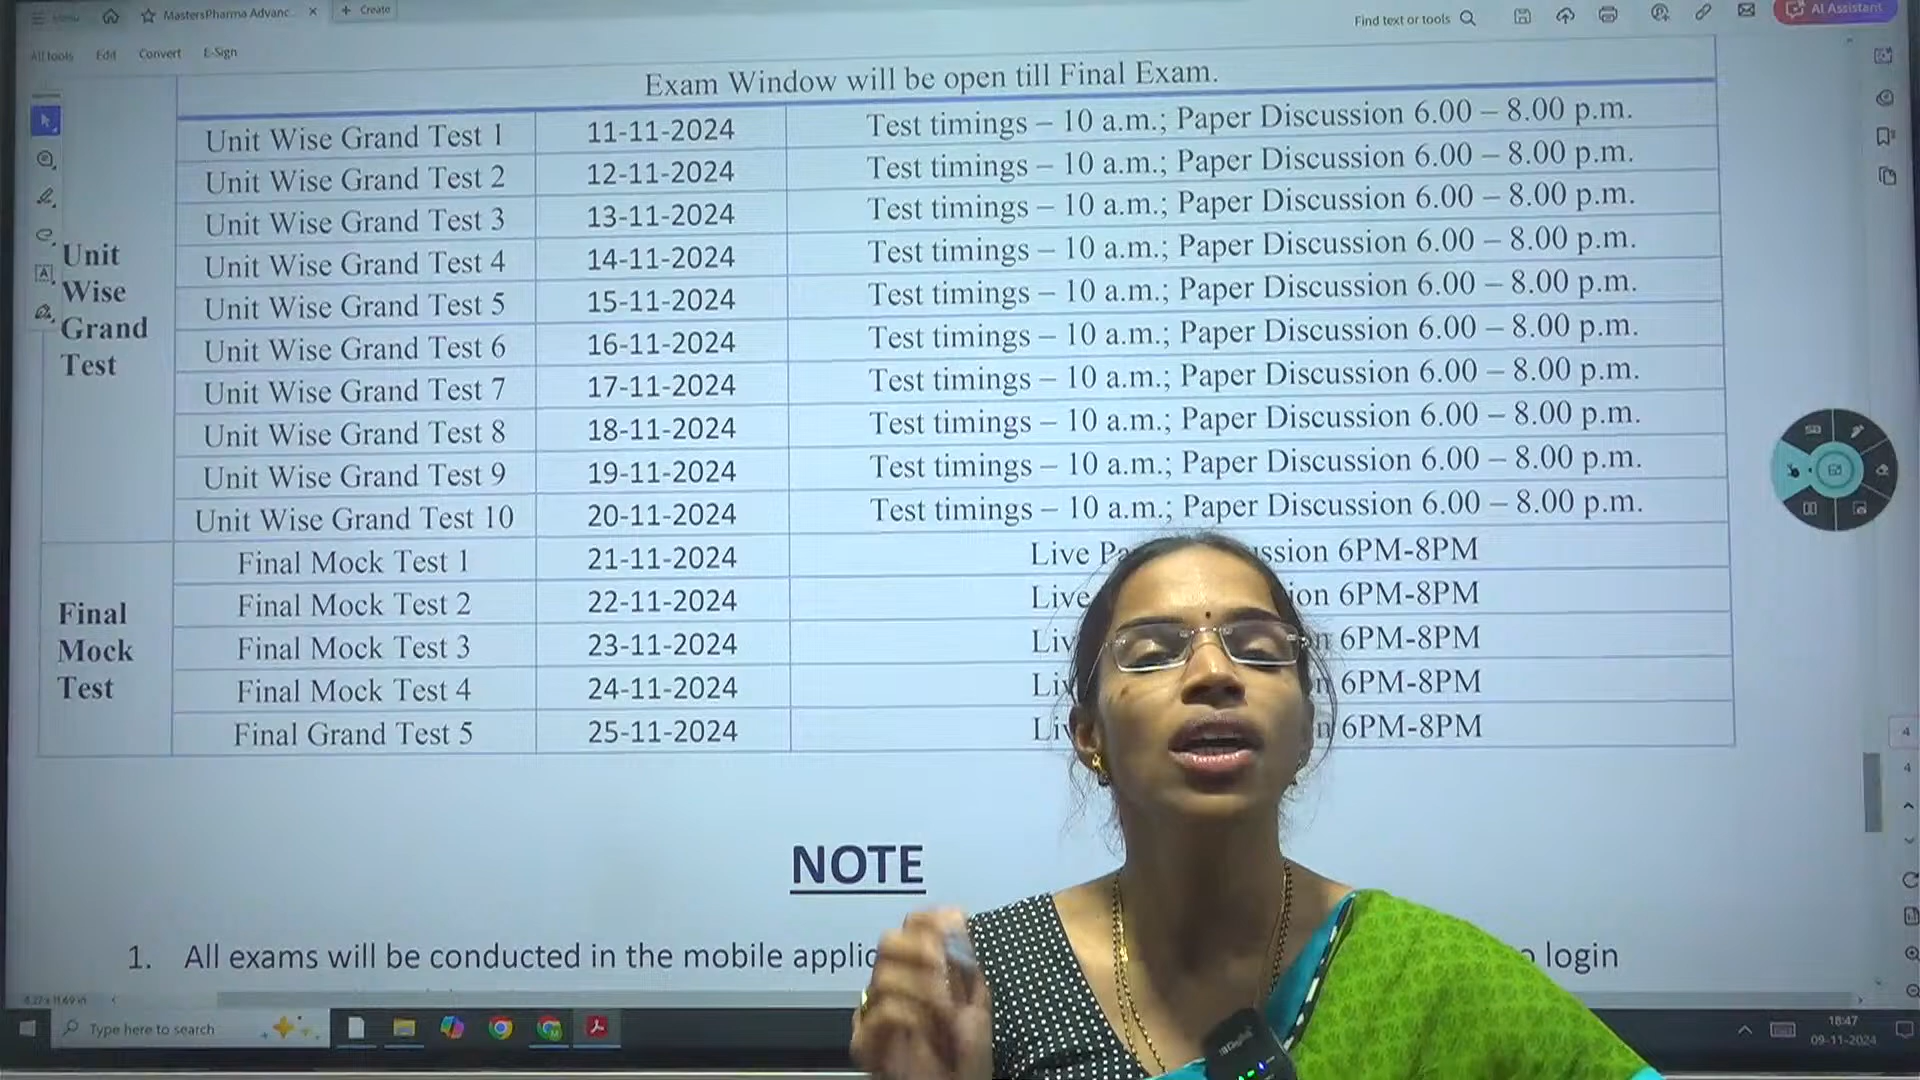 Menu
MastersPharma Advanc...
Create
Find text or tools
AI Assistant
All tools
Edit
Convert
E-Sign
Exam Window will be open till Final Exam.
Unit Wise Grand Test
Unit Wise Grand Test 1 11-11-2024 Test timings – 10 a.m.; Paper Discussion 6.00 – 8.00 p.m.
Unit Wise Grand Test 2 12-11-2024 Test timings – 10 a.m.; Paper Discussion 6.00 – 8.00 p.m.
Unit Wise Grand Test 3 13-11-2024 Test timings – 10 a.m.; Paper Discussion 6.00 – 8.00 p.m.
Unit Wise Grand Test 4 14-11-2024 Test timings – 10 a.m.; Paper Discussion 6.00 – 8.00 p.m.
Unit Wise Grand Test 5 15-11-2024 Test timings – 10 a.m.; Paper Discussion 6.00 – 8.00 p.m.
Unit Wise Grand Test 6 16-11-2024 Test timings – 10 a.m.; Paper Discussion 6.00 – 8.00 p.m.
Unit Wise Grand Test 7 17-11-2024 Test timings – 10 a.m.; Paper Discussion 6.00 – 8.00 p.m.
Unit Wise Grand Test 8 18-11-2024 Test timings – 10 a.m.; Paper Discussion 6.00 – 8.00 p.m.
Unit Wise Grand Test 9 19-11-2024 Test timings – 10 a.m.; Paper Discussion 6.00 – 8.00 p.m.
Unit Wise Grand Test 10 20-11-2024 Test timings – 10 a.m.; Paper Discussion 6.00 – 8.00 p.m.
Final Mock Test
Final Mock Test 1 21-11-2024 Live 6PM-8PM
Final Mock Test 2 22-11-2024 Live 6PM-8PM
Final Mock Test 3 23-11-2024 6PM-8PM
Final Mock Test 4 24-11-2024 6PM-8PM
Final Grand Test 5 25-11-2024 6PM-8PM
4
4
NOTE
1. All exams will be conducted in the mobile login
Type here to search
18:47
09-11-2024